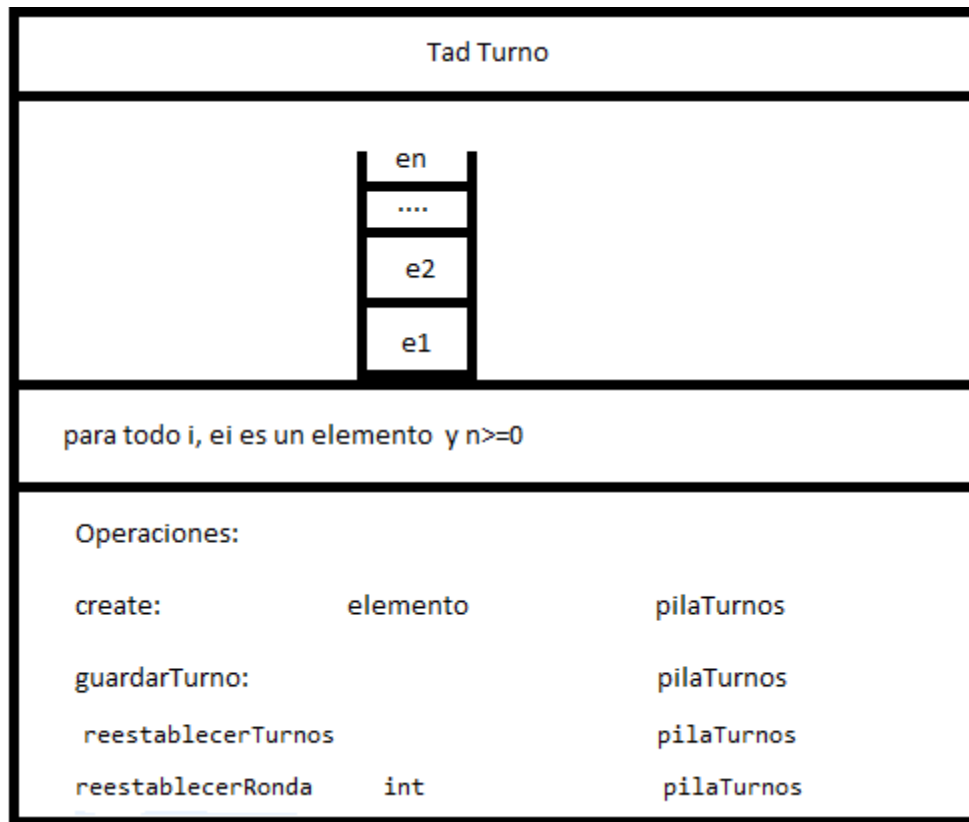 Tad Turno
en
....
e2
e1
para todo i, ei es un elemento y n>=0
Operaciones:
create: elemento pilaTurnos
guardarTurno: pilaTurnos
reestablecerTurnos pilaTurnos
reestablecerRonda int pilaTurnos